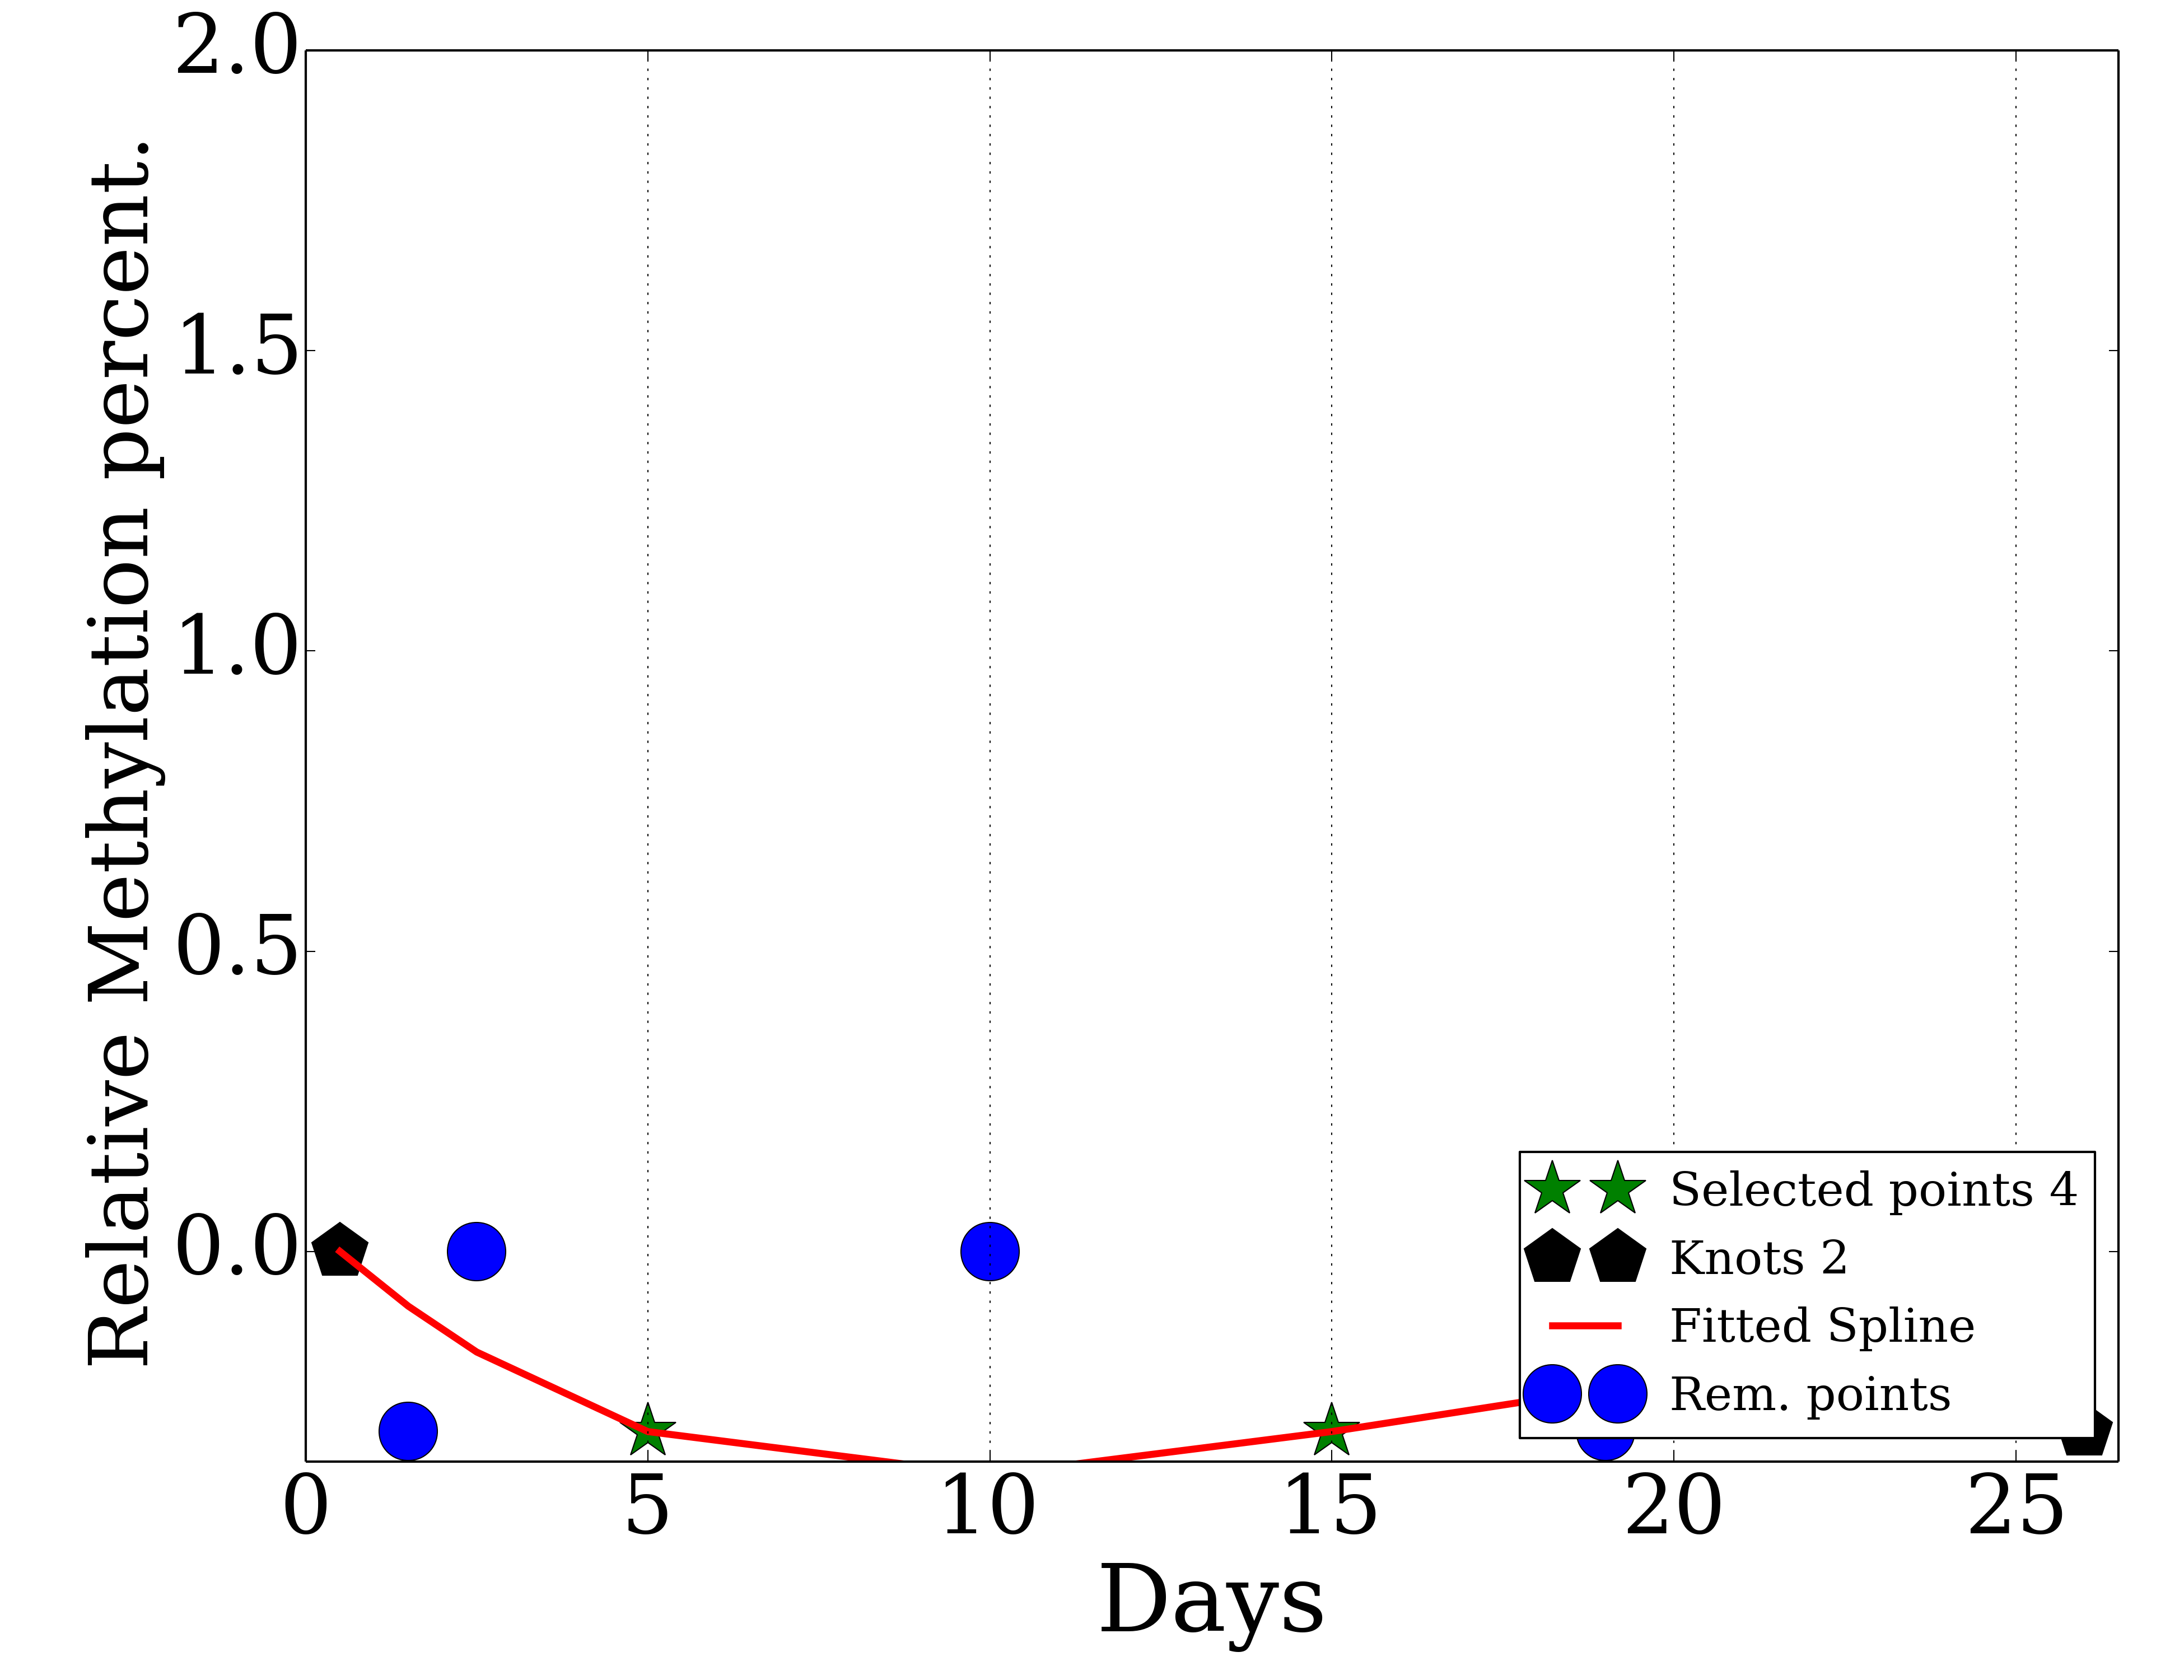 2.0
1.5
1.0
0.5
0.0
Relative Methylation percent.
Selected points 4
Knots 2
Fitted Spline
Rem. points
0 5 10 15 20 25
Days